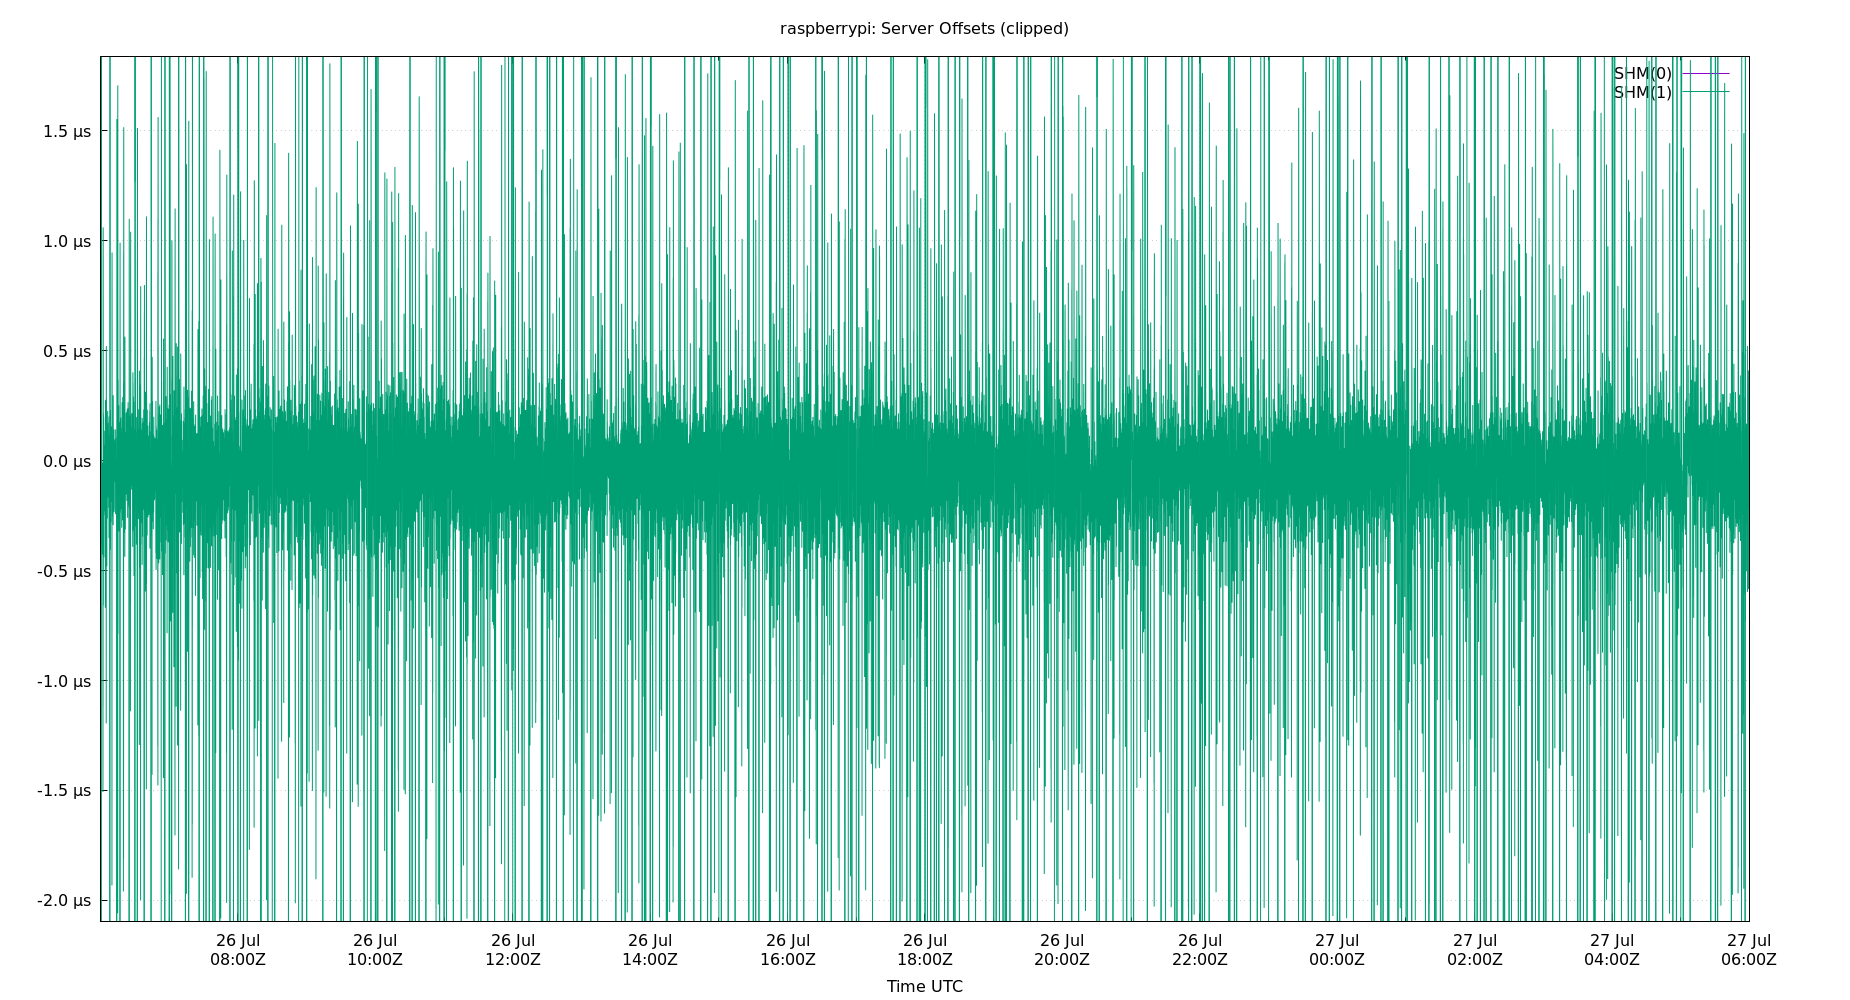 raspberrypi: Server Offsets (clipped)
SHM(0)
SHM(1)
1.5 µs
1.0 µs
0.5 µs
0.0 µs
-0.5 µs
-1.0 µs
-1.5 µs
-2.0 µs
26 Jul 26 Jul 26 Jul 26 Jul 26 Jul 26 Jul 26 Jul 26 Jul 27 Jul 27 Jul 27 Jul 27 Jul
08:00Z 10:00Z 12:00Z 14:00Z 16:00Z 18:00Z 20:00Z 22:00Z 00:00Z 02:00Z 04:00Z 06:00Z
Time UTC